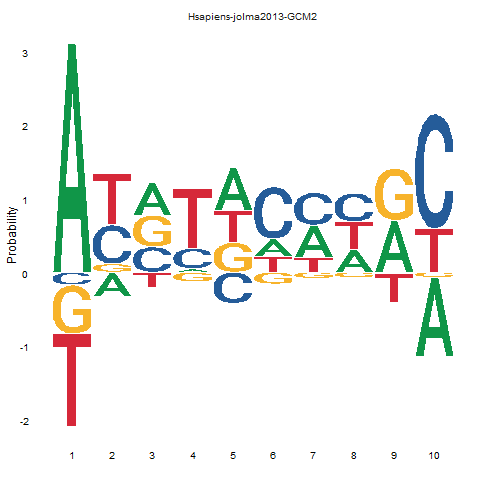 Hsapiens-jolma2013-GCM2
Probability
3
2
1
0
-1
-2
1 2 3 4 5 6 7 8 9 10
A C G T
T C G A
A G C T
T C A G
A T G C
C A T G
C A T G
C T A G
G A T
C T G A